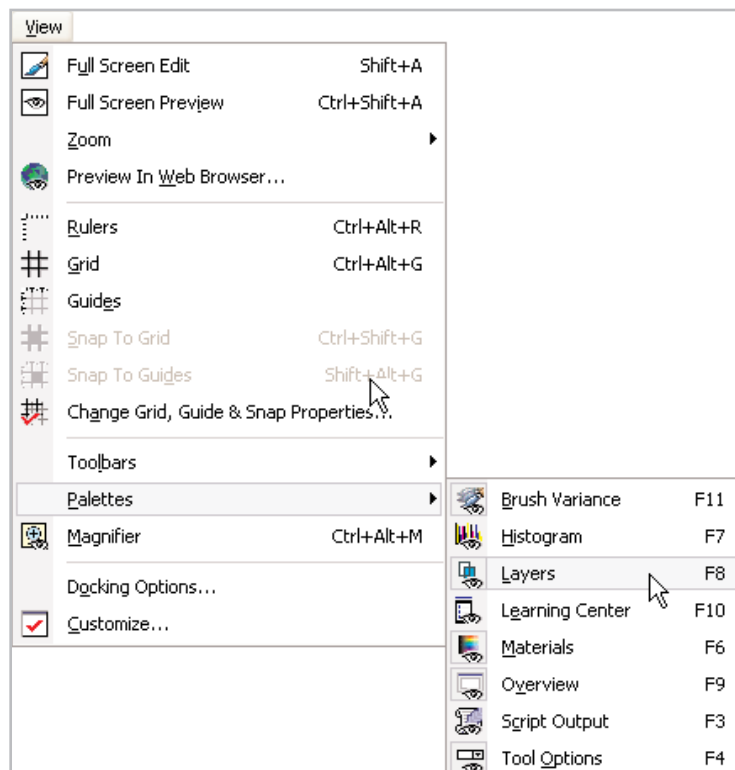 View
Full Screen Edit Shift+A
Full Screen Preview Ctrl+Shift+A
Zoom
Preview In Web Browser...
Rulers Ctrl+Alt+R
Grid Ctrl+Alt+G
Guides
Snap To Grid Ctrl+Shift+G
Snap To Guides Shift+Alt+G
Change Grid, Guide & Snap Properties...
Toolbars
Palettes
Magnifier Ctrl+Alt+M
Docking Options...
Customize...
Brush Variance F11
Histogram F7
Layers F8
Learning Center F10
Materials F6
Overview F9
Script Output F3
Tool Options F4